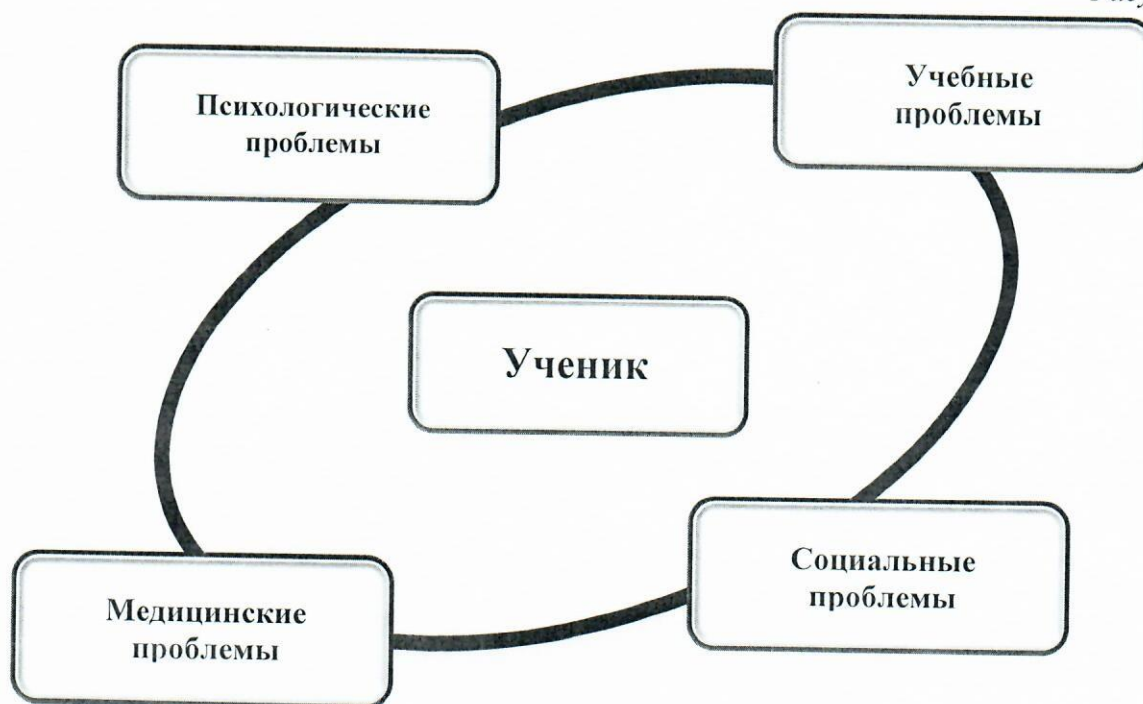 Психологические
проблемы
Учебные
проблемы
Ученик
Социальные
проблемы
Медицинские
проблемы